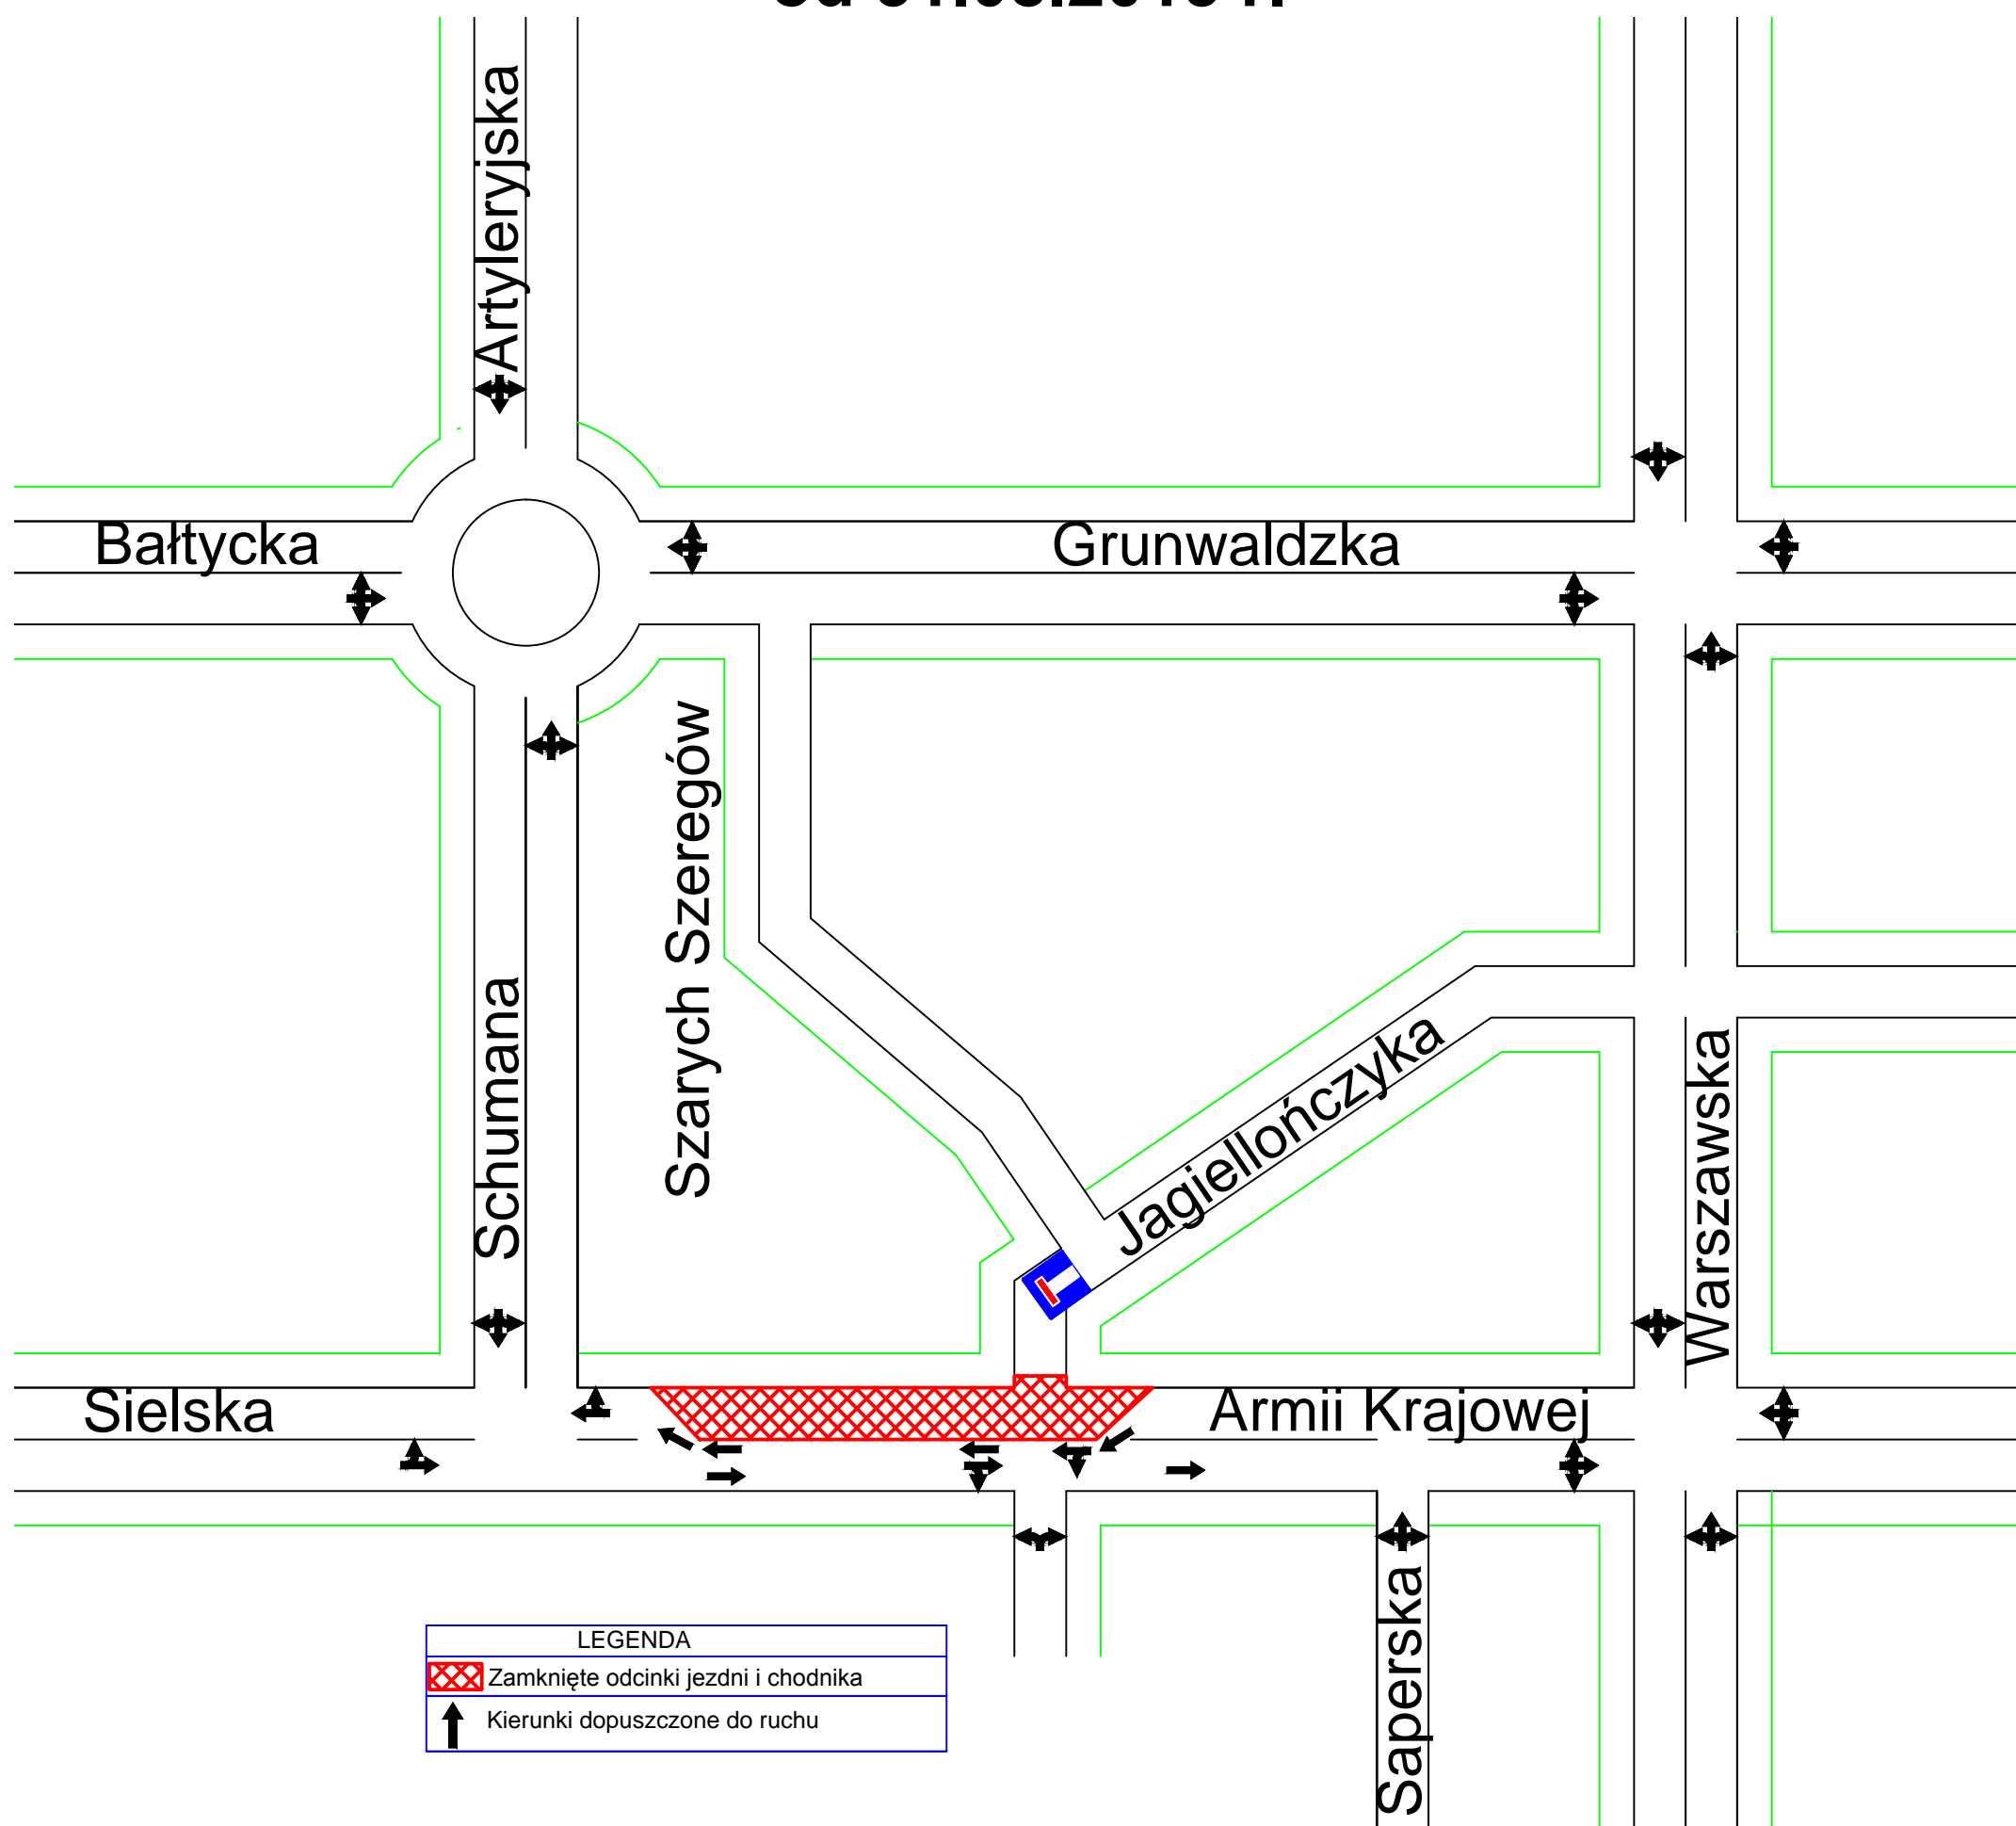 Artyleryjska
Bałtycka
Grunwaldzka
Szarych Szeregów
Schumana
Jagiellończyka
Warszawska
Sielska
Armii Krajowej
Saperska
LEGENDA
Zamknięte odcinki jezdni i chodnika
Kierunki dopuszczone do ruchu